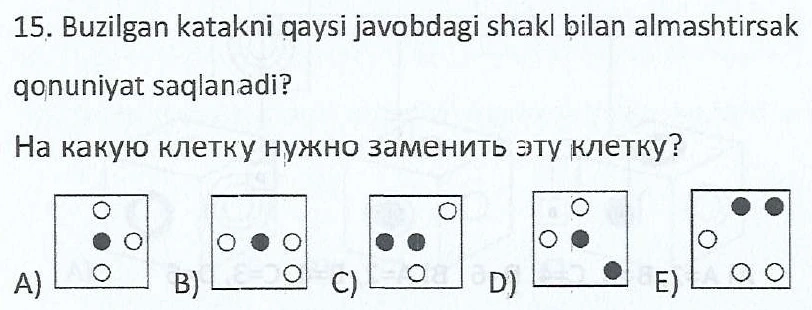 15. Buzilgan katakni qaysi javobdagi shakl bilan almashtirsak
qonuniyat saqlanadi?
На какую клетку нужно заменить эту клетку?
A) B) C) D) E)